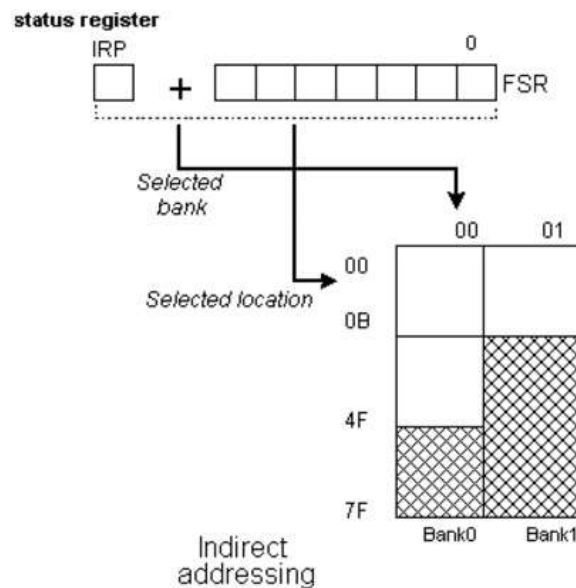 status register
IRP
0
+
FSR
Selected
bank
00 01
00
Selected location
0B
4F
7F
Bank0 Bank1
Indirect
addressing